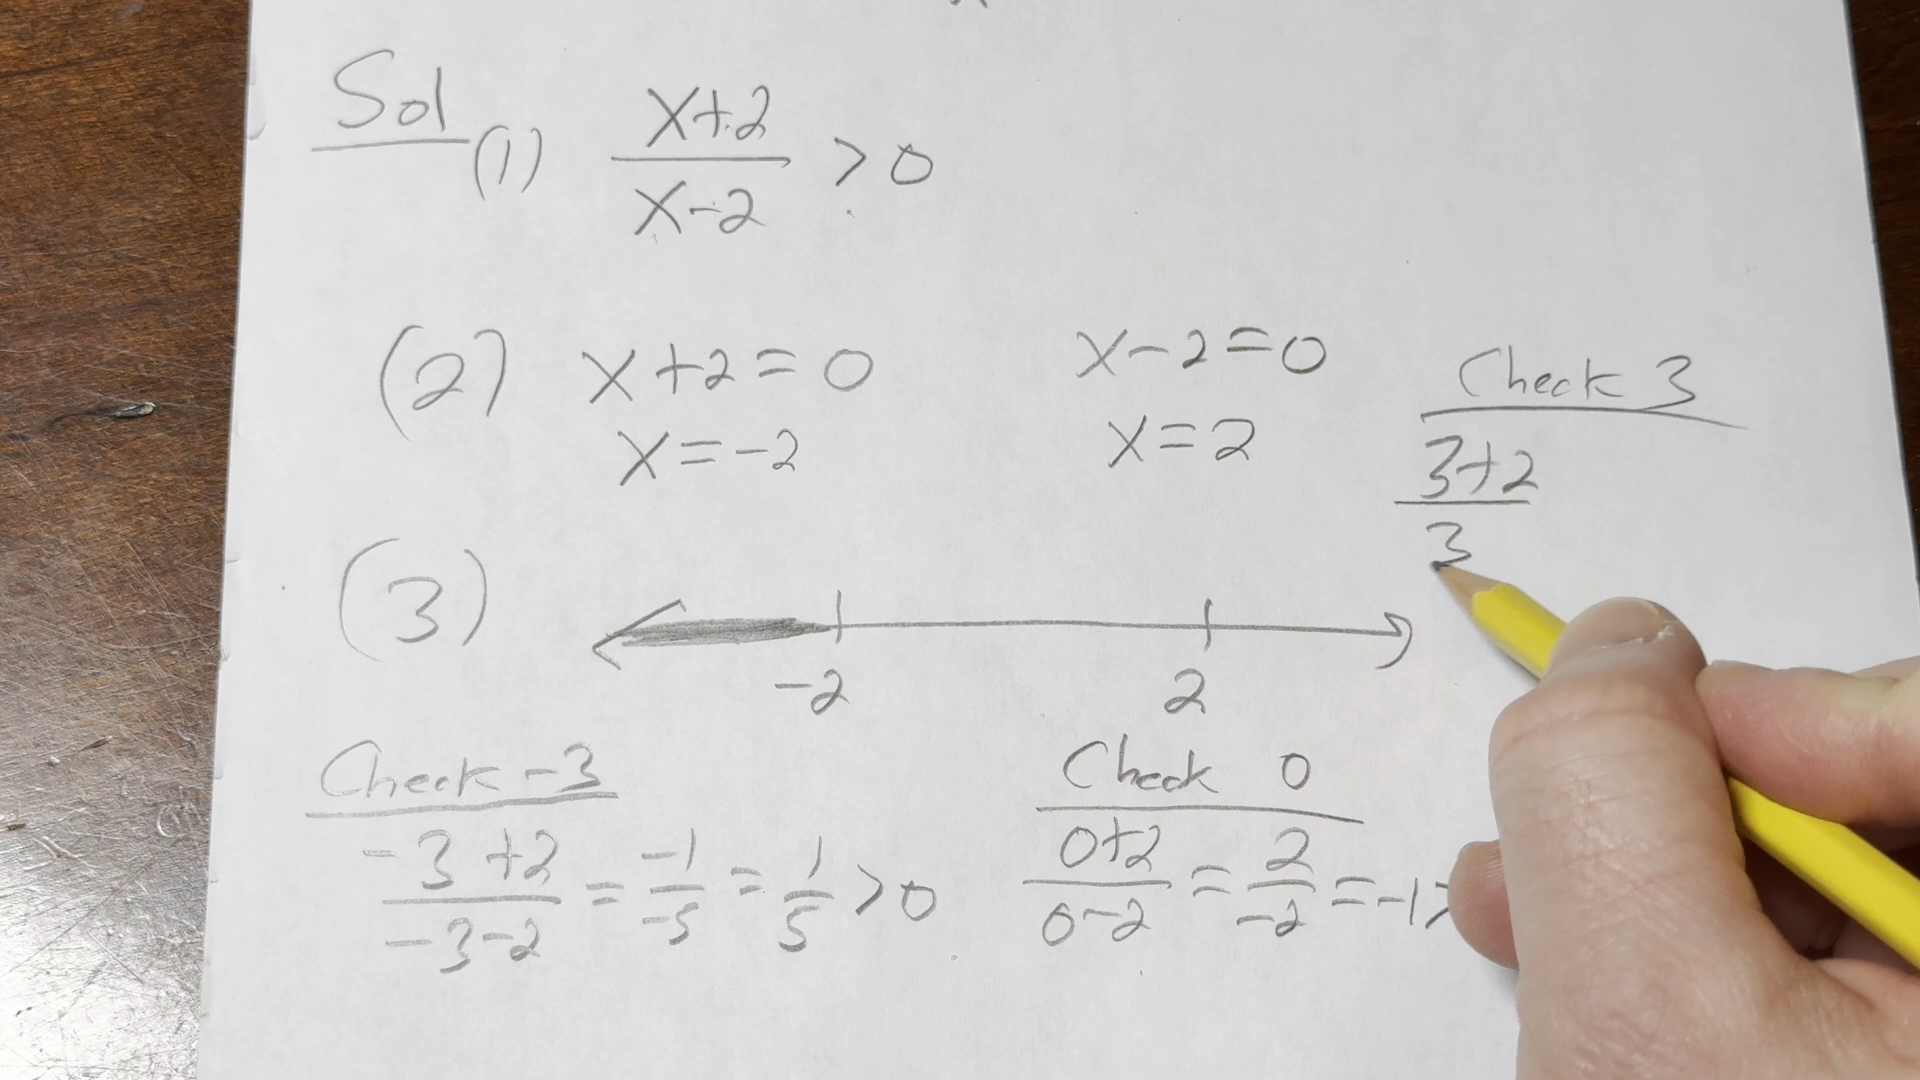 Sol
(1) x+2 / x-2 > 0
(2) x+2=0 x-2=0
x=-2 x=2
Check 3
3+2 / 3
(3)
-2 2
Check -3
-3+2 / -3-2 = -1 / -5 = 1 / 5 > 0
Check 0
0+2 / 0-2 = 2 / -2 = -1 >